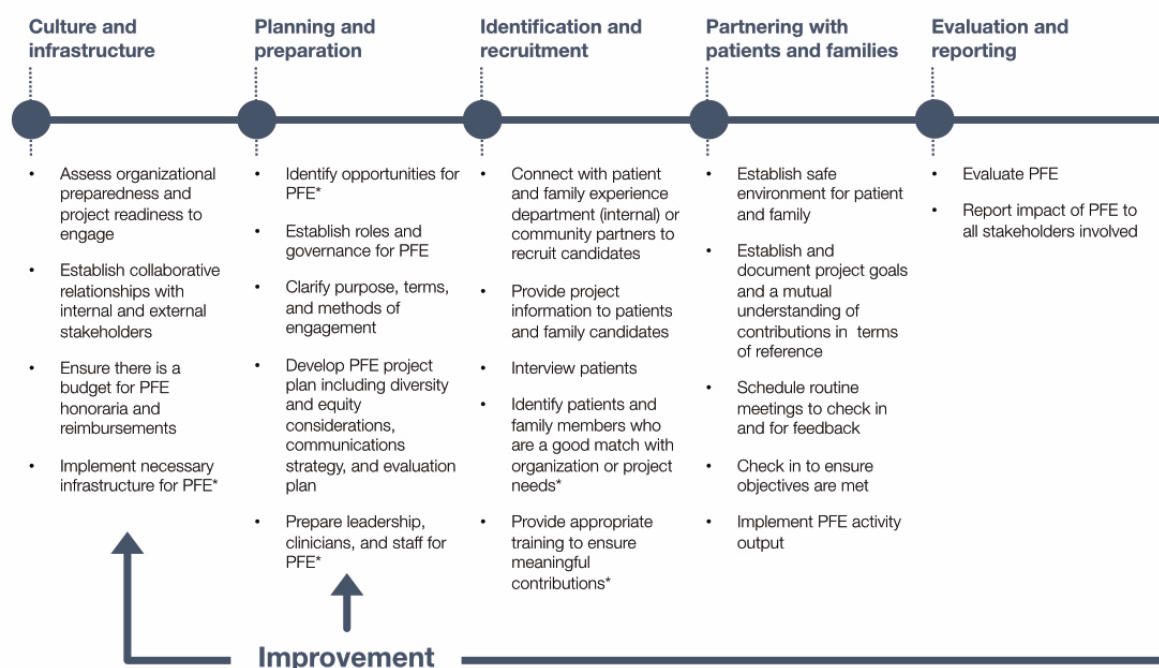 Culture and
infrastructure
• Assess organizational
preparedness and
project readiness to
engage
• Establish collaborative
relationships with
internal and external
stakeholders
• Ensure there is a
budget for PFE
honoraria and
reimbursements
• Implement necessary
infrastructure for PFE*
Planning and
preparation
• Identify opportunities for
PFE*
• Establish roles and
governance for PFE
• Clarify purpose, terms,
and methods of
engagement
• Develop PFE project
plan including diversity
and equity
considerations,
communications
strategy, and evaluation
plan
• Prepare leadership,
clinicians, and staff for
PFE*
Identification and
recruitment
• Connect with patient
and family experience
department (internal) or
community partners to
recruit candidates
• Provide project
information to patients
and family candidates
• Interview patients
• Identify patients and
family members who
are a good match with
organization or project
needs*
• Provide appropriate
training to ensure
meaningful
contributions*
Partnering with
patients and families
• Establish safe
environment for patient
and family
• Establish and
document project goals
and a mutual
understanding of
contributions in terms
of reference
• Schedule routine
meetings to check in
and for feedback
• Check in to ensure
objectives are met
• Implement PFE activity
output
Evaluation and
reporting
• Evaluate PFE
• Report impact of PFE to
all stakeholders involved
Improvement